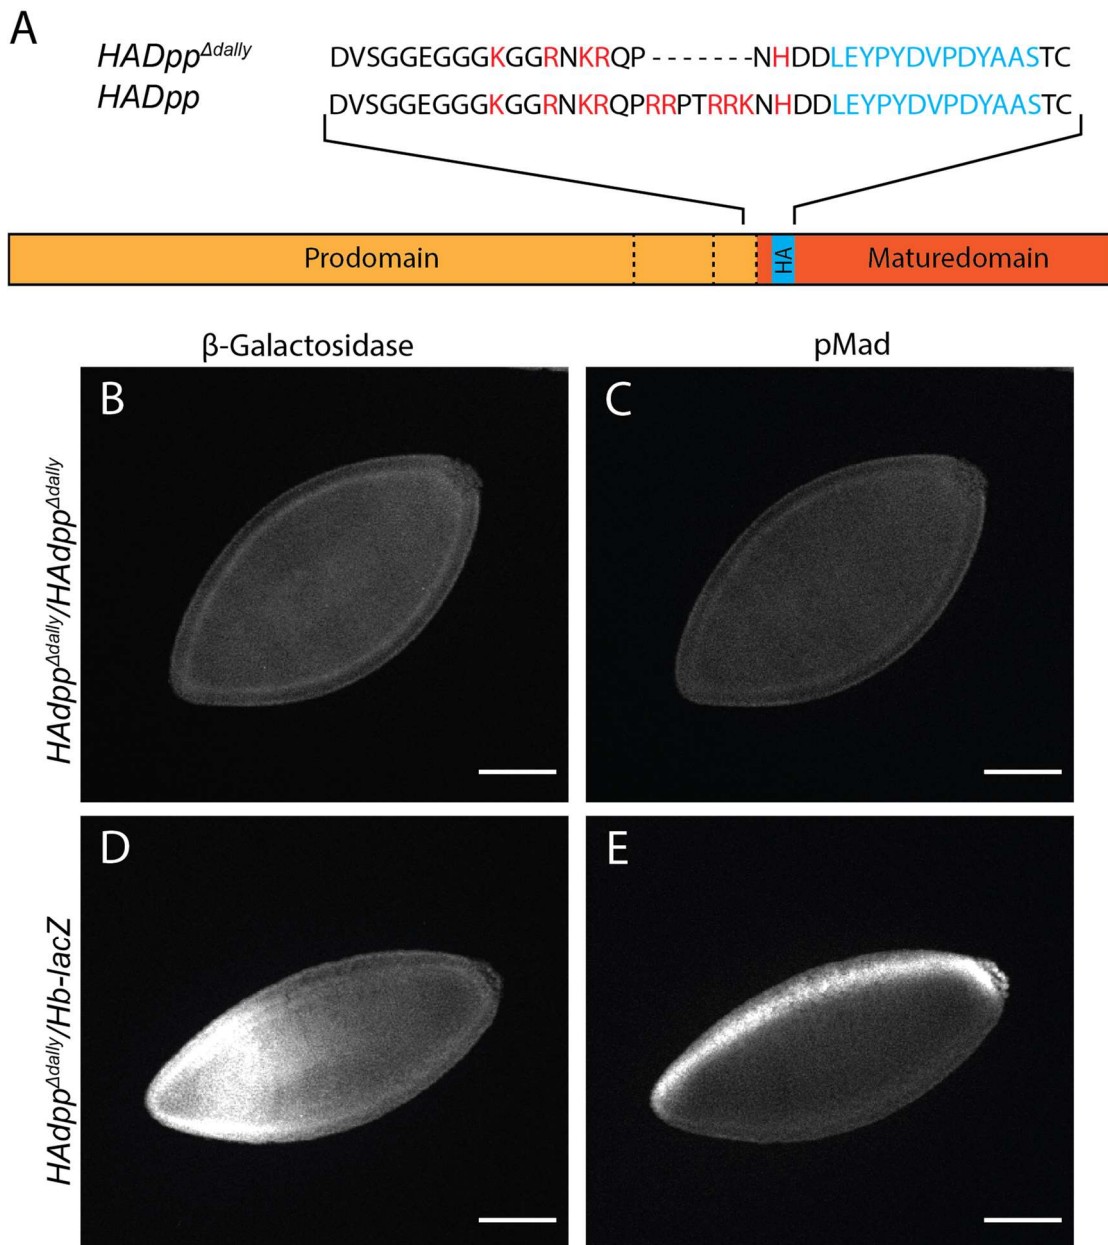 A
HADpp^Δdally DVSGGEGGGKGGRNKRQP-------NHDDLEYPYDVPDYAASTC
HADpp DVSGGEGGGKGGRNKRQPRRPTRRKNHDDLEYPYDVPDYAASTC
Prodomain HA Maturedomain
β-Galactosidase pMad
B C
HAdpp^Δdally/HAdpp^Δdally
D E
HAdpp^Δdally/Hb-lacZ